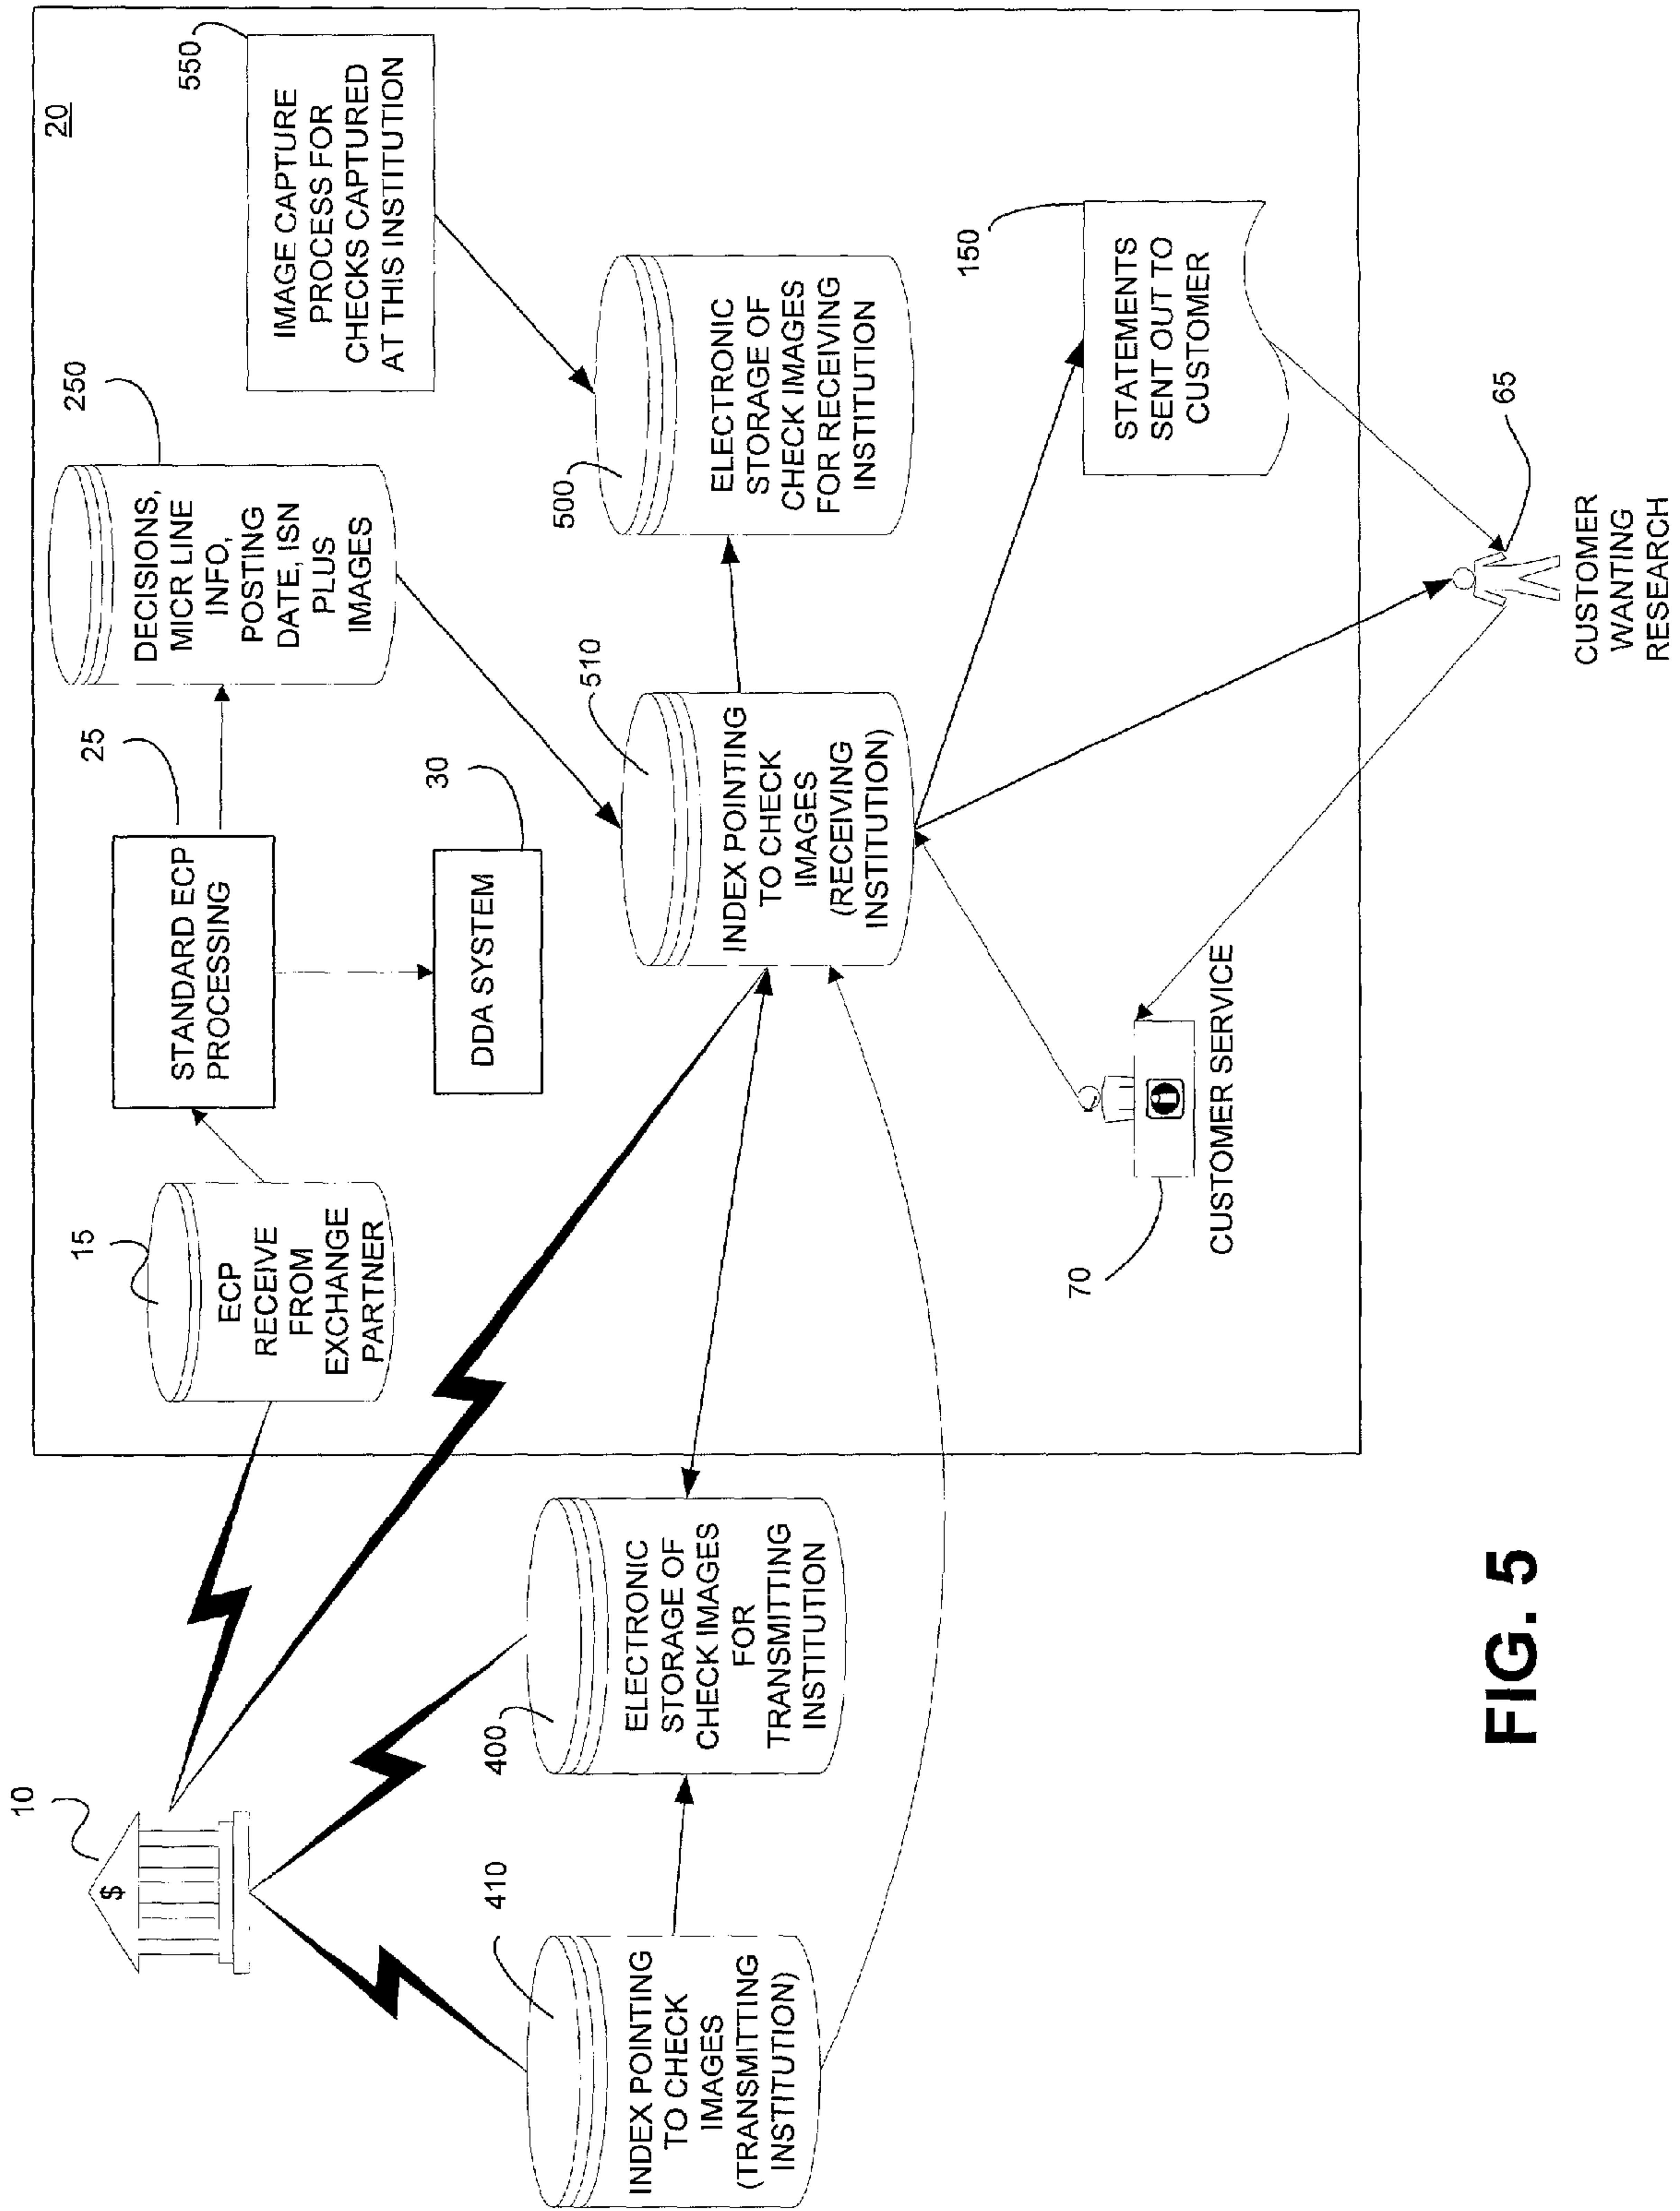 20
10
$
15
ECP
RECEIVE
FROM
EXCHANGE
PARTNER
25
STANDARD ECP
PROCESSING
30
DDA SYSTEM
250
DECISIONS,
MICR LINE
INFO,
POSTING
DATE, ISN
PLUS
IMAGES
550
IMAGE CAPTURE
PROCESS FOR
CHECKS CAPTURED
AT THIS INSTITUTION
410
INDEX POINTING
TO CHECK
IMAGES
(TRANSMITTING
INSTITUTION)
400
ELECTRONIC
STORAGE OF
CHECK IMAGES
FOR
TRANSMITTING
INSTITUTION
510
INDEX POINTING
TO CHECK
IMAGES
(RECEIVING
INSTITUTION)
500
ELECTRONIC
STORAGE OF
CHECK IMAGES
FOR RECEIVING
INSTITUTION
70
i
CUSTOMER SERVICE
150
STATEMENTS
SENT OUT TO
CUSTOMER
65
CUSTOMER
WANTING
RESEARCH
FIG. 5